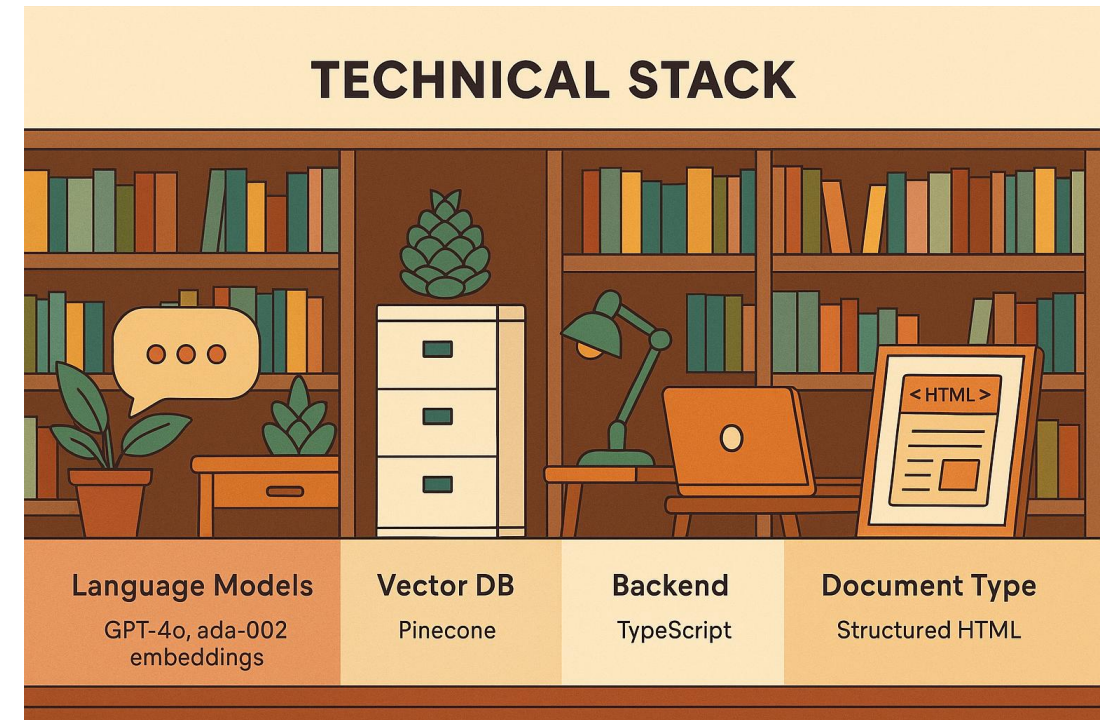 TECHNICAL STACK
<HTML>
Language Models
GPT-4o, ada-002
embeddings
Vector DB
Pinecone
Backend
TypeScript
Document Type
Structured HTML